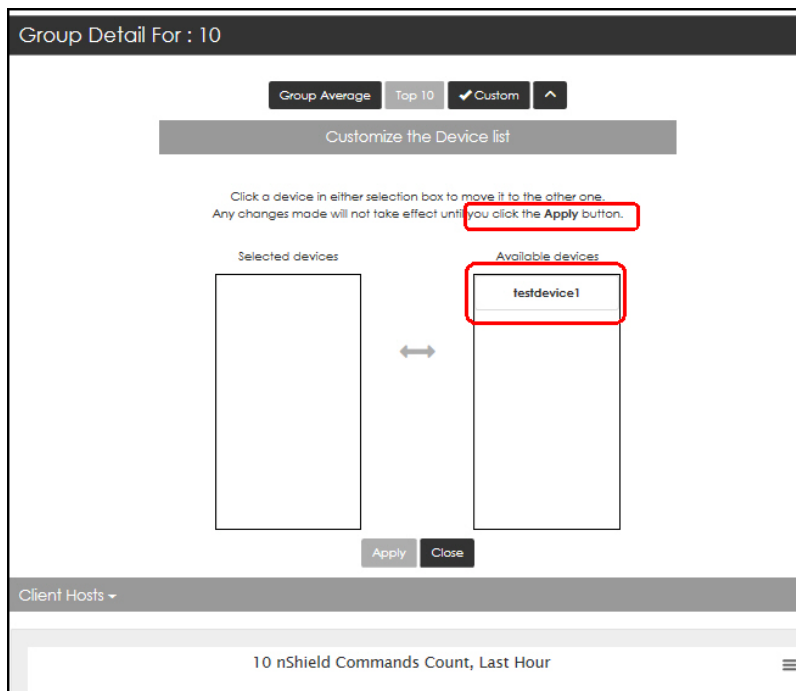 Group Detail For : 10
Group Average Top 10 Custom
Customize the Device list
Click a device in either selection box to move it to the other one.
Any changes made will not take effect until you click the Apply button.
Selected devices Available devices
testdevice1
Apply Close
Client Hosts
10 nShield Commands Count, Last Hour